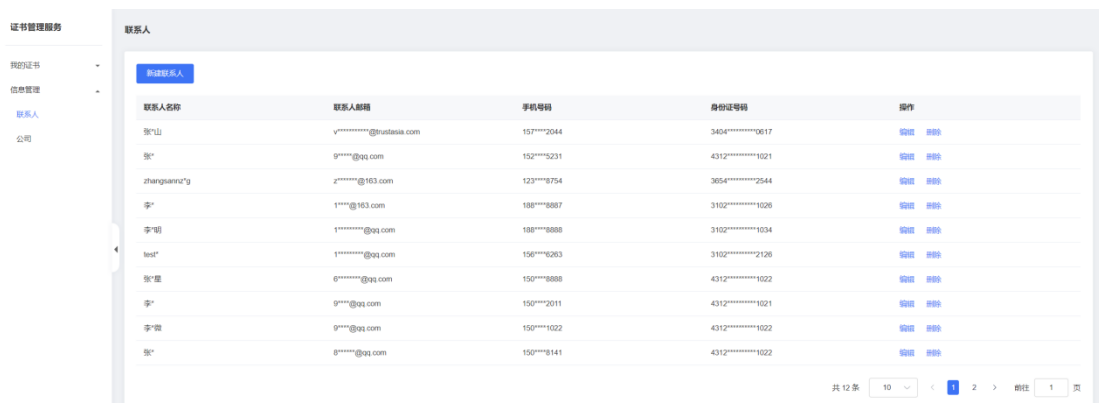 证书管理服务
联系人
我的证书
信息管理
联系人
公司
新建联系人
联系人名称 联系人邮箱 手机号码 身份证号码 操作
张*山 v***********@trustasia.com 157****2044 3404**********0617 编辑 删除
张* 9*****@qq.com 152****5231 4312**********1021 编辑 删除
zhangsannz*g z*******@163.com 123****8754 3654**********2544 编辑 删除
李* 1****@163.com 188****8887 3102**********1026 编辑 删除
李*明 1*********@qq.com 188****8888 3102**********1034 编辑 删除
test* 1*********@qq.com 156****6263 3102**********2126 编辑 删除
张*是 6********@qq.com 150****8888 4312**********1022 编辑 删除
李* 9****@qq.com 150****2011 4312**********1021 编辑 删除
李*微 9****@qq.com 150****1022 4312**********1022 编辑 删除
张* 8******@qq.com 150****8141 4312**********1022 编辑 删除
共 12 条 10 1 2 前往 1 页